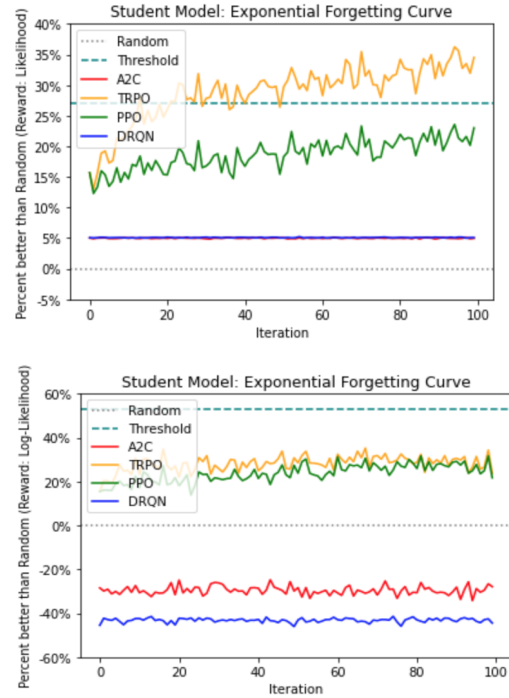 Student Model: Exponential Forgetting Curve
Percent better than Random (Reward: Likelihood)
40%
35%
30%
25%
20%
15%
10%
5%
0%
-5%
Random
Threshold
A2C
TRPO
PPO
DRQN
0 20 40 60 80 100
Iteration
Student Model: Exponential Forgetting Curve
Percent better than Random (Reward: Log-Likelihood)
60%
40%
20%
0%
-20%
-40%
-60%
Random
Threshold
A2C
TRPO
PPO
DRQN
0 20 40 60 80 100
Iteration